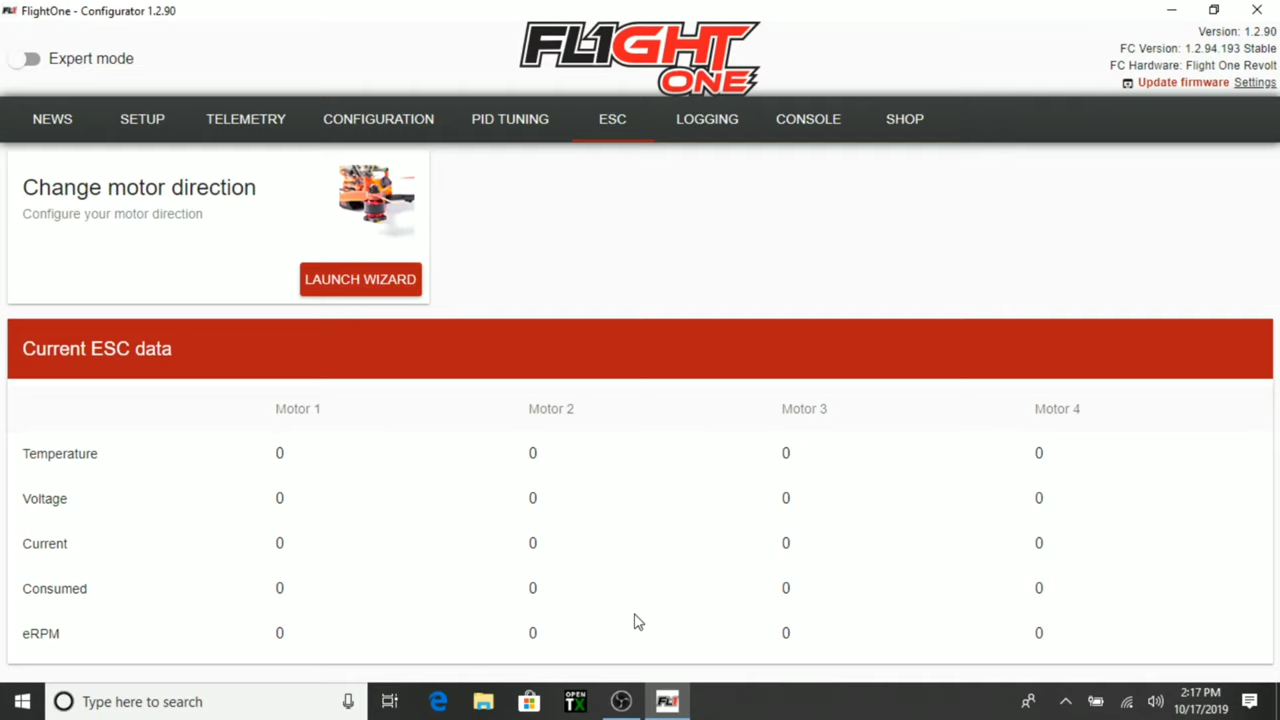 FlightOne - Configurator 1.2.90
Expert mode
FL1GHT
ONE
Version: 1.2.90
FC Version: 1.2.94.193 Stable
FC Hardware: Flight One Revolt
Update firmware Settings
NEWS SETUP TELEMETRY CONFIGURATION PID TUNING ESC LOGGING CONSOLE SHOP
Change motor direction
Configure your motor direction
LAUNCH WIZARD
Current ESC data
Motor 1 Motor 2 Motor 3 Motor 4
Temperature 0 0 0 0
Voltage 0 0 0 0
Current 0 0 0 0
Consumed 0 0 0 0
eRPM 0 0 0 0
Type here to search
OPEN
TX
FL1
2:17 PM
10/17/2019